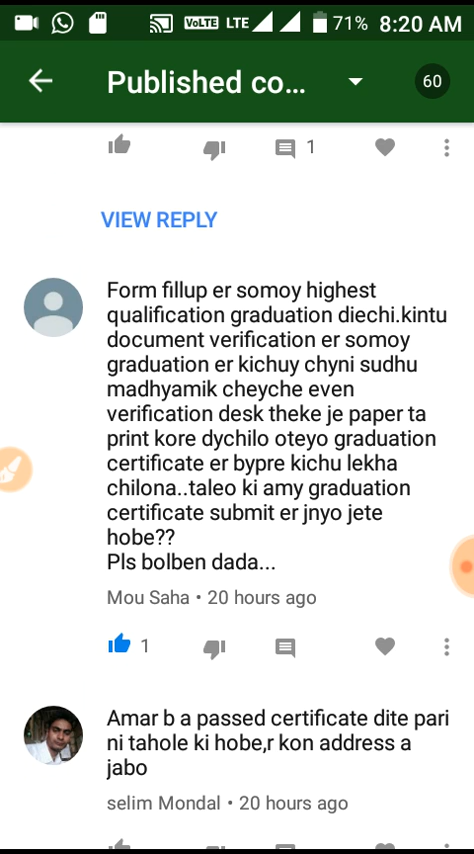 VoLTE LTE 71% 8:20 AM
Published co... 60
1
VIEW REPLY
Form fillup er somoy highest
qualification graduation diechi.kintu
document verification er somoy
graduation er kichuy chyni sudhu
madhyamik cheyche even
verification desk theke je paper ta
print kore dychilo oteyo graduation
certificate er bypre kichu lekha
chilona..taleo ki amy graduation
certificate submit er jnyo jete
hobe??
Pls bolben dada...
Mou Saha • 20 hours ago
1
Amar b a passed certificate dite pari
ni tahole ki hobe,r kon address a
jabo
selim Mondal • 20 hours ago